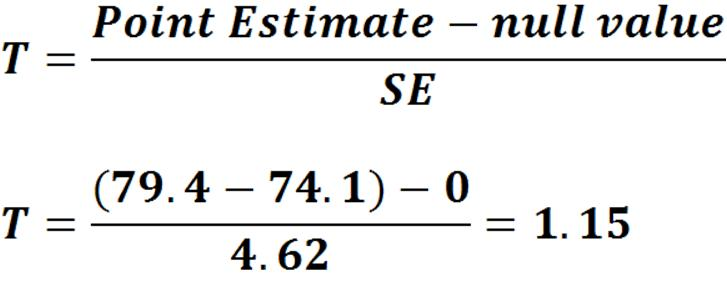 T = Point Estimate − null value / SE
T = (79.4 − 74.1) − 0 / 4.62 = 1.15